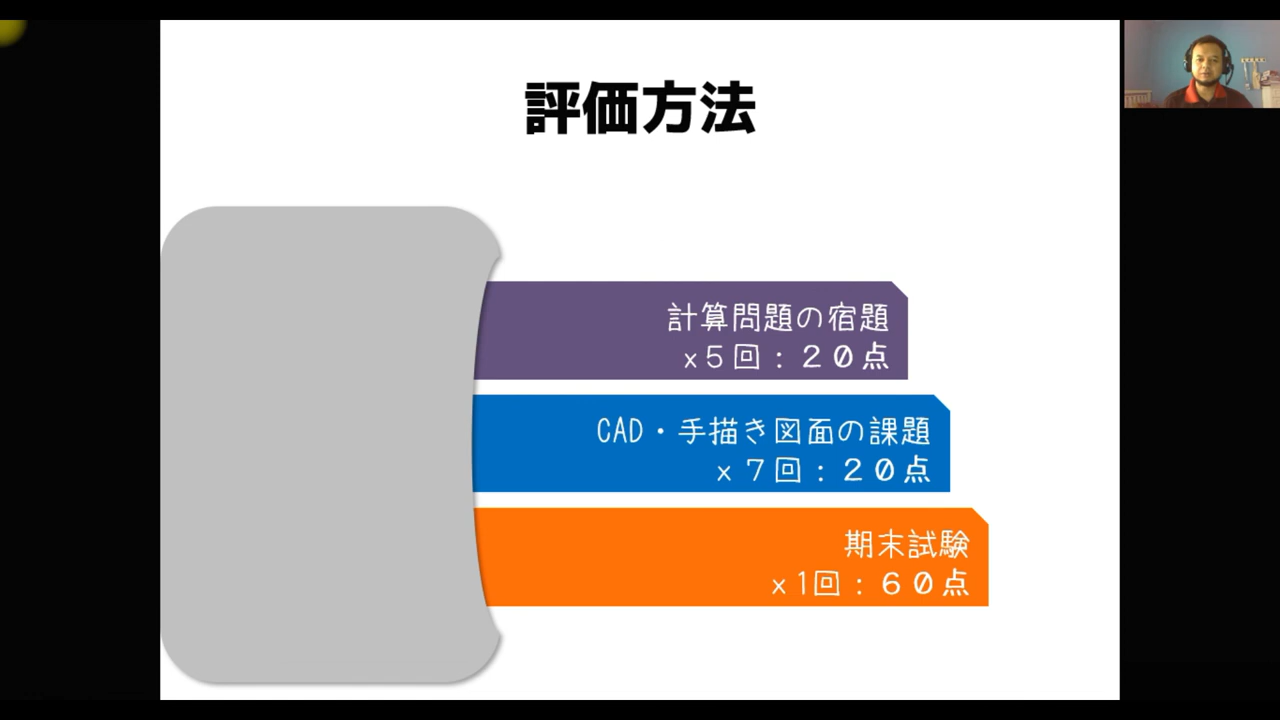 評価方法
計算問題の宿題
x５回：２０点
CAD・手描き図面の課題
x ７回：２０点
期末試験
x 1回：６０点